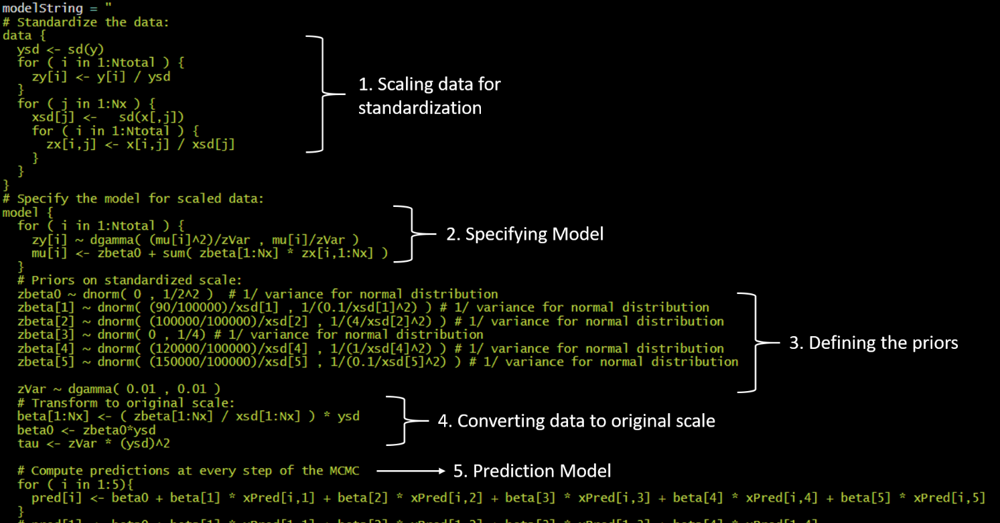 modelString = "
# Standardize the data:
data {
ysd <- sd(y)
for ( i in 1:Ntotal ) {
zy[i] <- y[i] / ysd
}
for ( j in 1:Nx ) {
xsd[j] <-   sd(x[,j])
for ( i in 1:Ntotal ) {
zx[i,j] <- x[i,j] / xsd[j]
}
}
}
1. Scaling data for
standardization
# Specify the model for scaled data:
model {
for ( i in 1:Ntotal ) {
zy[i] ~ dgamma( (mu[i]^2)/zVar , mu[i]/zVar )
mu[i] <- zbeta0 + sum( zbeta[1:Nx] * zx[i,1:Nx] )
}
2. Specifying Model
# Priors on standardized scale:
zbeta0 ~ dnorm( 0 , 1/2^2 )  # 1/ variance for normal distribution
zbeta[1] ~ dnorm( (90/100000)/xsd[1] , 1/(0.1/xsd[1]^2) ) # 1/ variance for normal distribution
zbeta[2] ~ dnorm( (100000/100000)/xsd[2] , 1/(4/xsd[2]^2) ) # 1/ variance for normal distribution
zbeta[3] ~ dnorm( 0 , 1/4) # 1/ variance for normal distribution
zbeta[4] ~ dnorm( (120000/100000)/xsd[4] , 1/(1/xsd[4]^2) ) # 1/ variance for normal distribution
zbeta[5] ~ dnorm( (150000/100000)/xsd[5] , 1/(0.1/xsd[5]^2) ) # 1/ variance for normal distribution
zVar ~ dgamma( 0.01 , 0.01 )
3. Defining the priors
# Transform to original scale:
beta[1:Nx] <- ( zbeta[1:Nx] / xsd[1:Nx] ) * ysd
beta0 <- zbeta0*ysd
tau <- zVar * (ysd)^2
4. Converting data to original scale
# Compute predictions at every step of the MCMC
5. Prediction Model
for ( i in 1:5){
pred[i] <- beta0 + beta[1] * xPred[i,1] + beta[2] * xPred[i,2] + beta[3] * xPred[i,3] + beta[4] * xPred[i,4] + beta[5] * xPred[i,5]
}